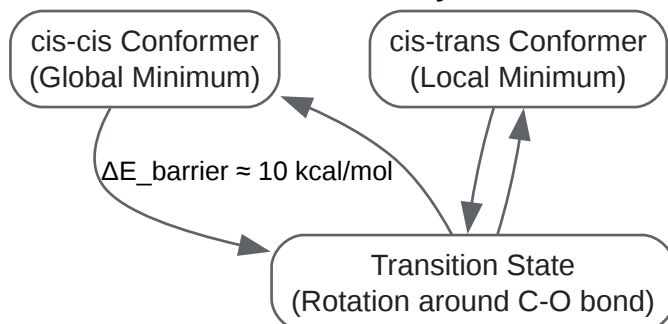 cis-cis Conformer
(Global Minimum)
cis-trans Conformer
(Local Minimum)
ΔE_barrier ≈ 10 kcal/mol
Transition State
(Rotation around C-O bond)